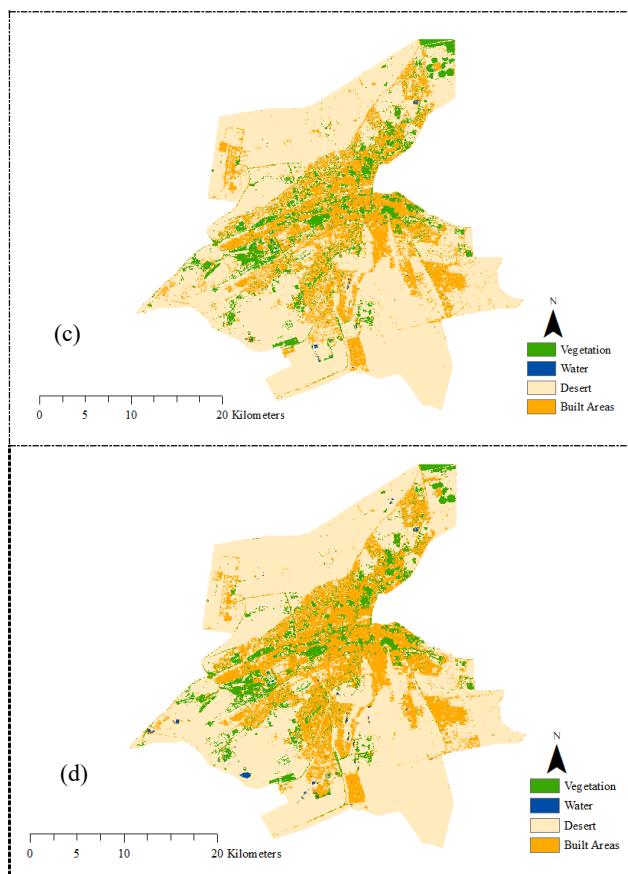 N
(c)
Vegetation
Water
Desert
Built Areas
0 5 10 20 Kilometers
N
(d)
Vegetation
Water
Desert
Built Areas
0 5 10 20 Kilometers